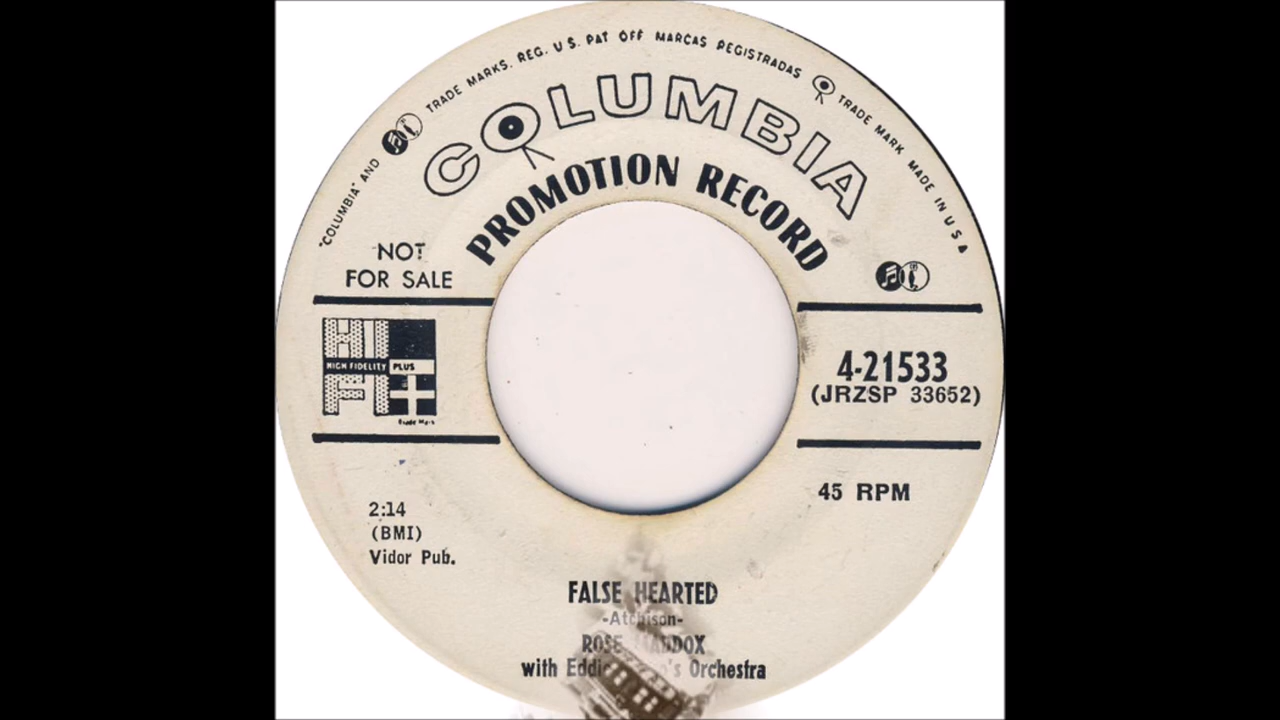 "COLUMBIA" AND TRADE MARKS. REG. U.S. PAT OFF MARCAS REGISTRADAS TRADE MARK MADE IN U S A
COLUMBIA
PROMOTION RECORD
NOT
FOR SALE
HI
HIGH FIDELITY PLUS
FI
Trade Mark
4-21533
(JRZSP 33652)
45 RPM
2:14
(BMI)
Vidor Pub.
FALSE HEARTED
-Atchison-
ROSE MADDOX
with Orchestra